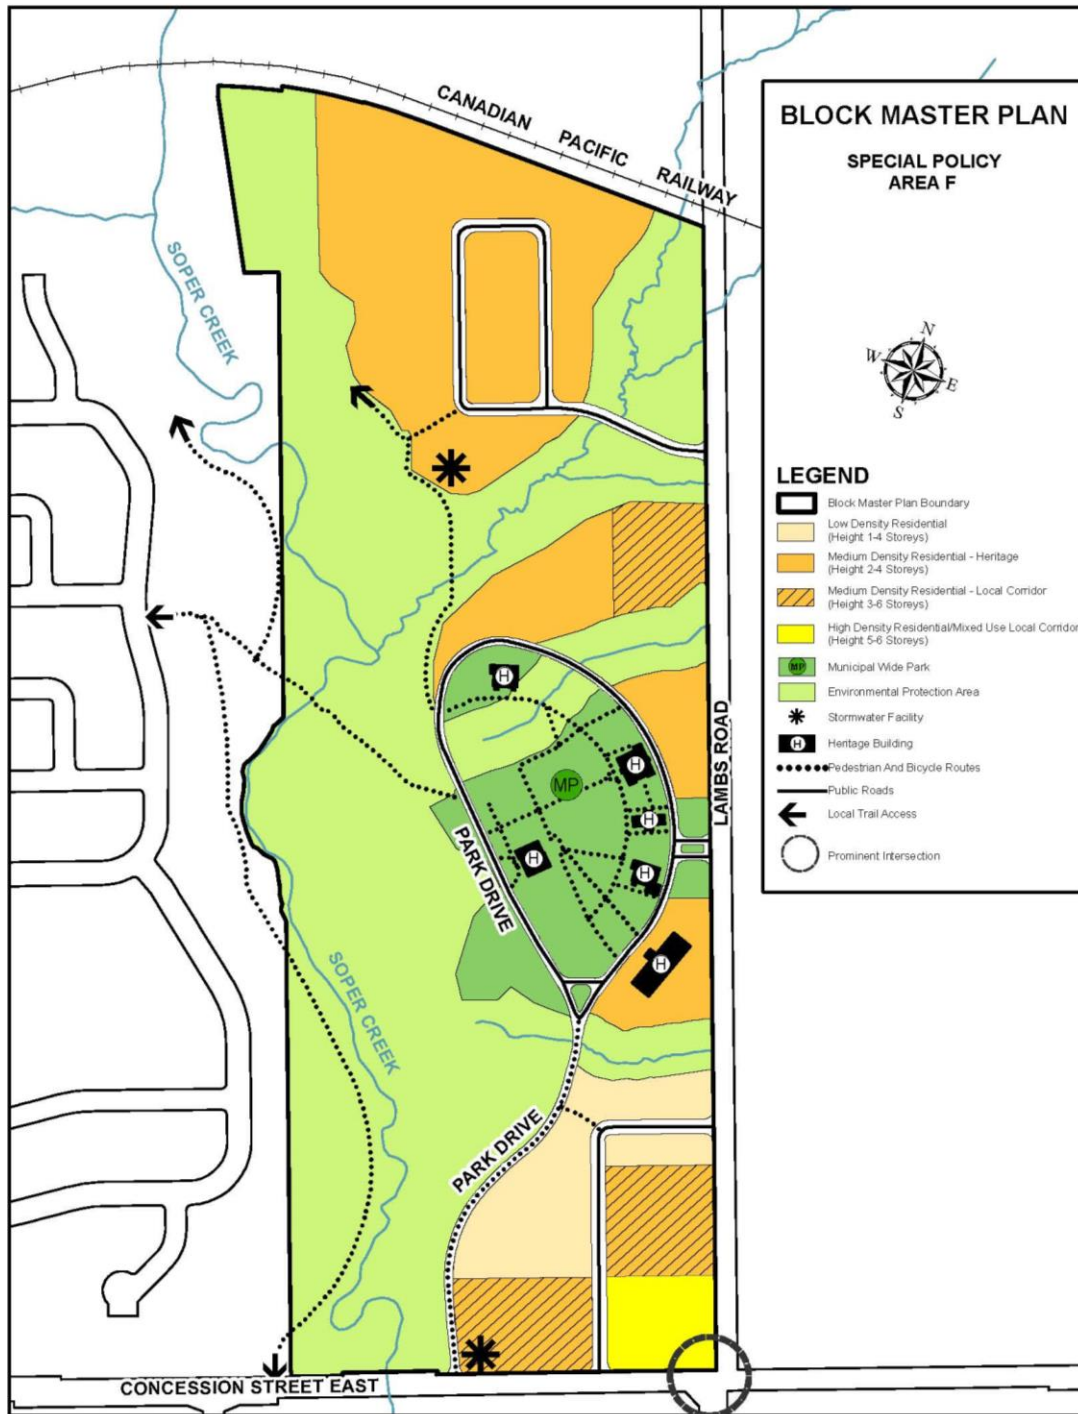 CANADIAN PACIFIC RAILWAY
BLOCK MASTER PLAN
SPECIAL POLICY
AREA F
N
W
E
S
SOPER CREEK
LEGEND
Block Master Plan Boundary
Low Density Residential
(Height 1-4 Storeys)
Medium Density Residential - Heritage
(Height 2-4 Storeys)
Medium Density Residential - Local Corridor
(Height 3-6 Storeys)
High Density Residential/Mixed Use Local Corridor
(Height 5-6 Storeys)
MP
Municipal Wide Park
Environmental Protection Area
Stormwater Facility
H
Heritage Building
Pedestrian And Bicycle Routes
Public Roads
Local Trail Access
Prominent Intersection
H
H
MP
H
H
H
H
LAMBS ROAD
PARK DRIVE
SOPER CREEK
PARK DRIVE
CONCESSION STREET EAST